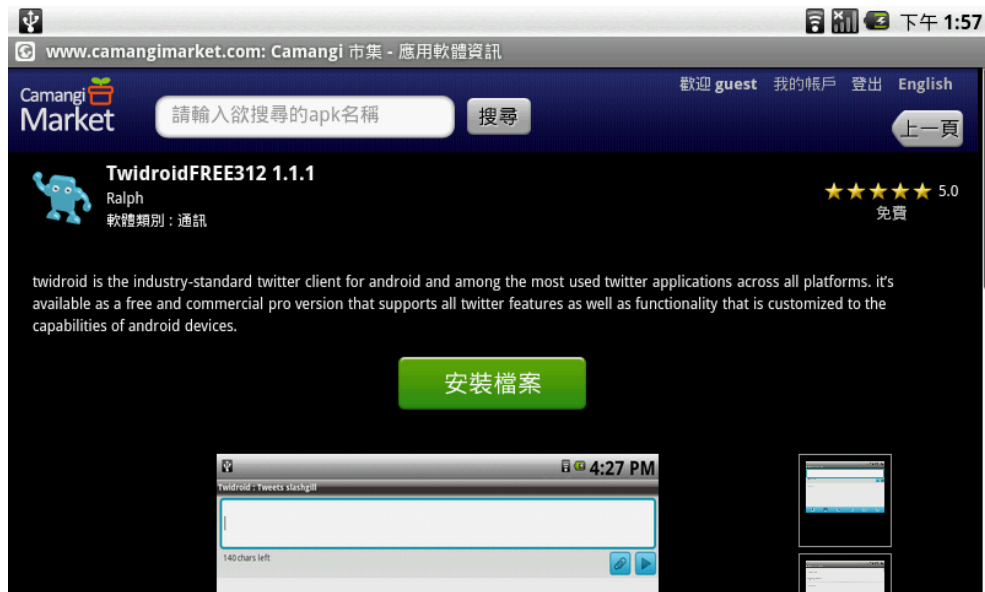 下午 1:57
www.camangimarket.com: Camangi 市集 - 應用軟體資訊
Camangi
Market
請輸入欲搜尋的apk名稱
搜尋
歡迎 guest 我的帳戶 登出 English
上一頁
TwidroidFREE312 1.1.1
Ralph
軟體類別：通訊
5.0
免費
twidroid is the industry-standard twitter client for android and among the most used twitter applications across all platforms. it's
available as a free and commercial pro version that supports all twitter features as well as functionality that is customized to the
capabilities of android devices.
安裝檔案
4:27 PM
Twidroid : Tweets slashgill
140 chars left